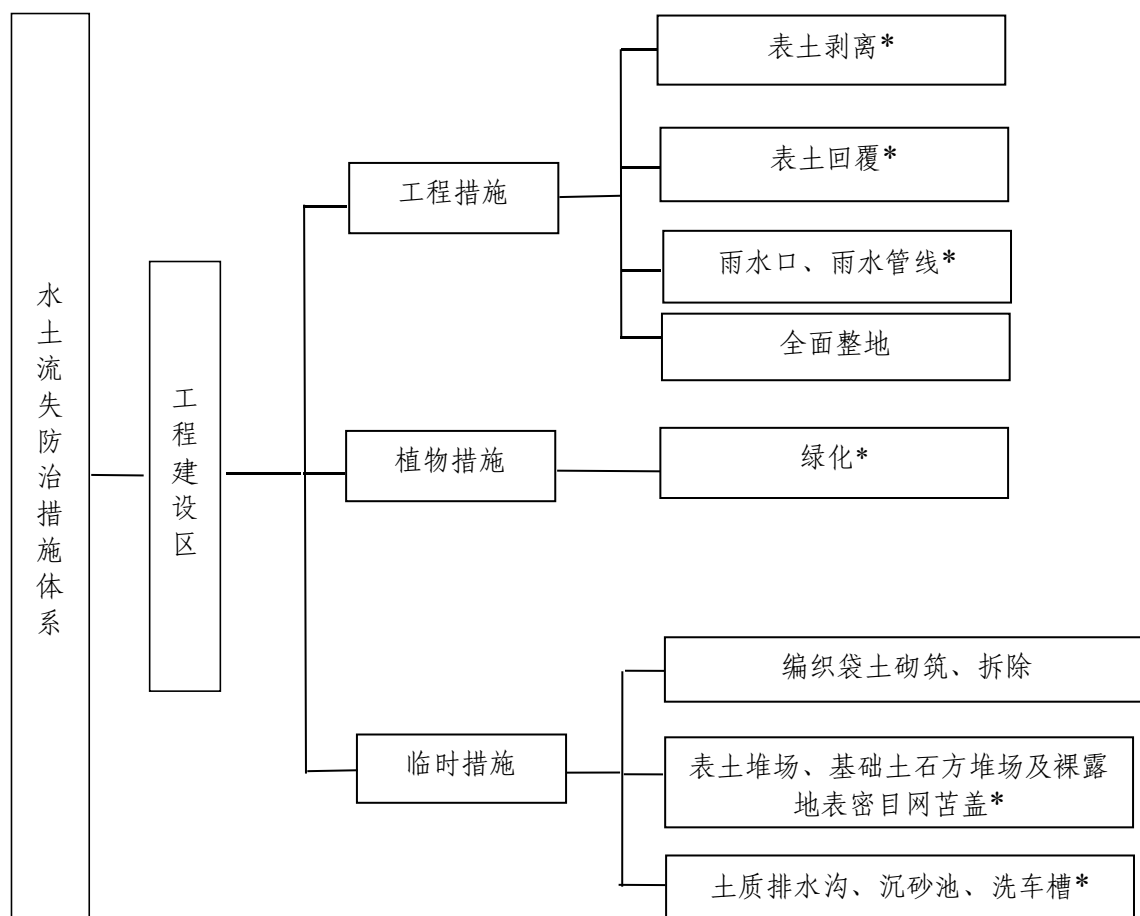 水土流失防治措施体系
工程建设区
工程措施
表土剥离*
表土回覆*
雨水口、雨水管线*
全面整地
植物措施
绿化*
临时措施
编织袋土砌筑、拆除
表土堆场、基础土石方堆场及裸露
地表密目网苫盖*
土质排水沟、沉砂池、洗车槽*